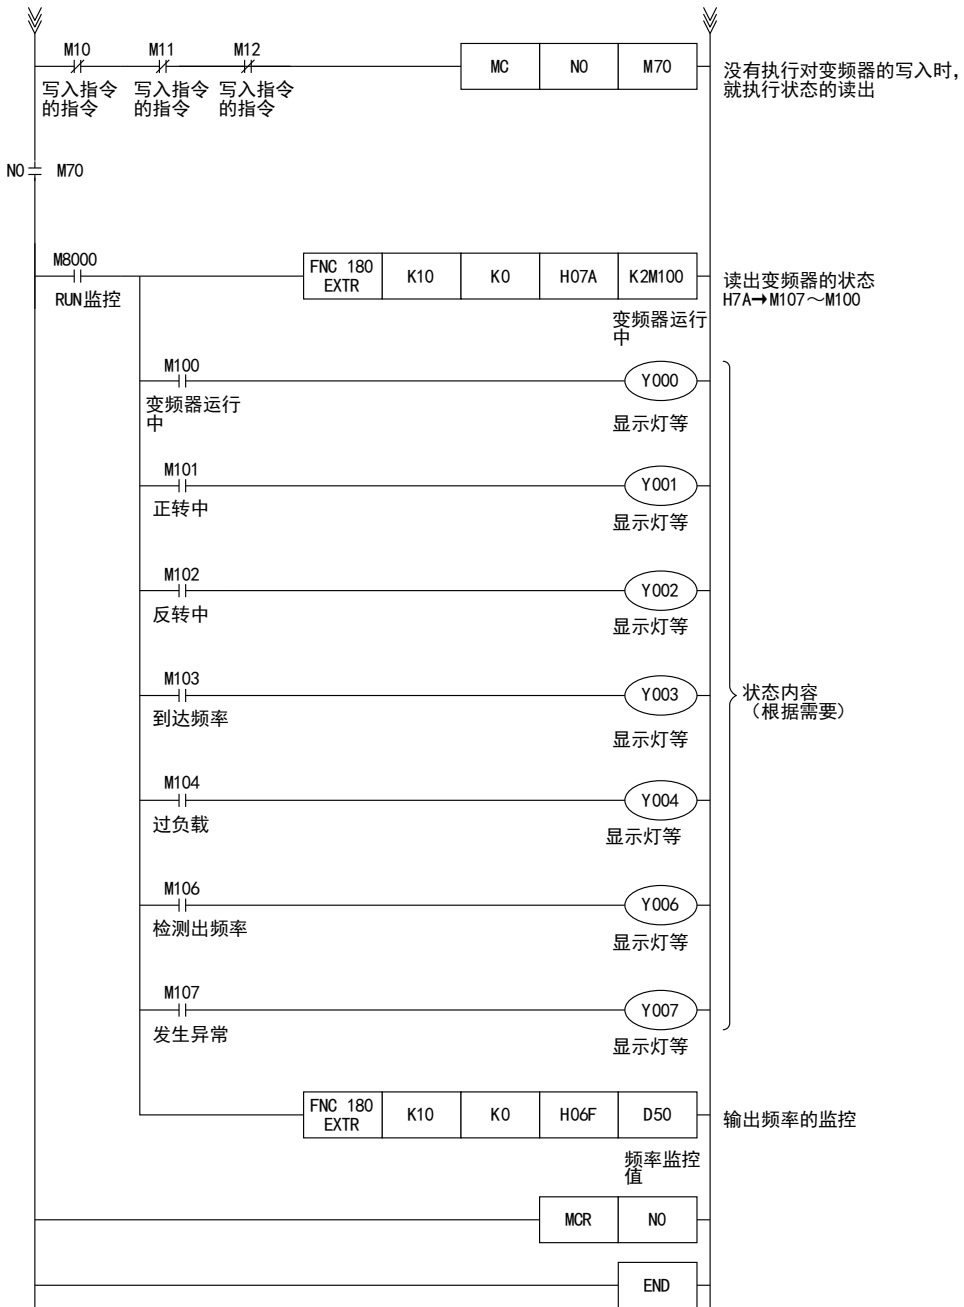 M10 M11 M12
MC N0 M70
写入指令 写入指令 写入指令
的指令 的指令 的指令
没有执行对变频器的写入时，
就执行状态的读出
N0 M70
M8000
RUN监控
FNC 180
EXTR
K10 K0 H07A K2M100
读出变频器的状态
H7A→M107～M100
变频器运行
中
M100
Y000
变频器运行
中
显示灯等
M101
Y001
正转中
显示灯等
M102
Y002
反转中
显示灯等
M103
Y003
到达频率
显示灯等
状态内容
（根据需要）
M104
Y004
过负载
显示灯等
M106
Y006
检测出频率
显示灯等
M107
Y007
发生异常
显示灯等
FNC 180
EXTR
K10 K0 H06F D50
输出频率的监控
频率监控
值
MCR N0
END